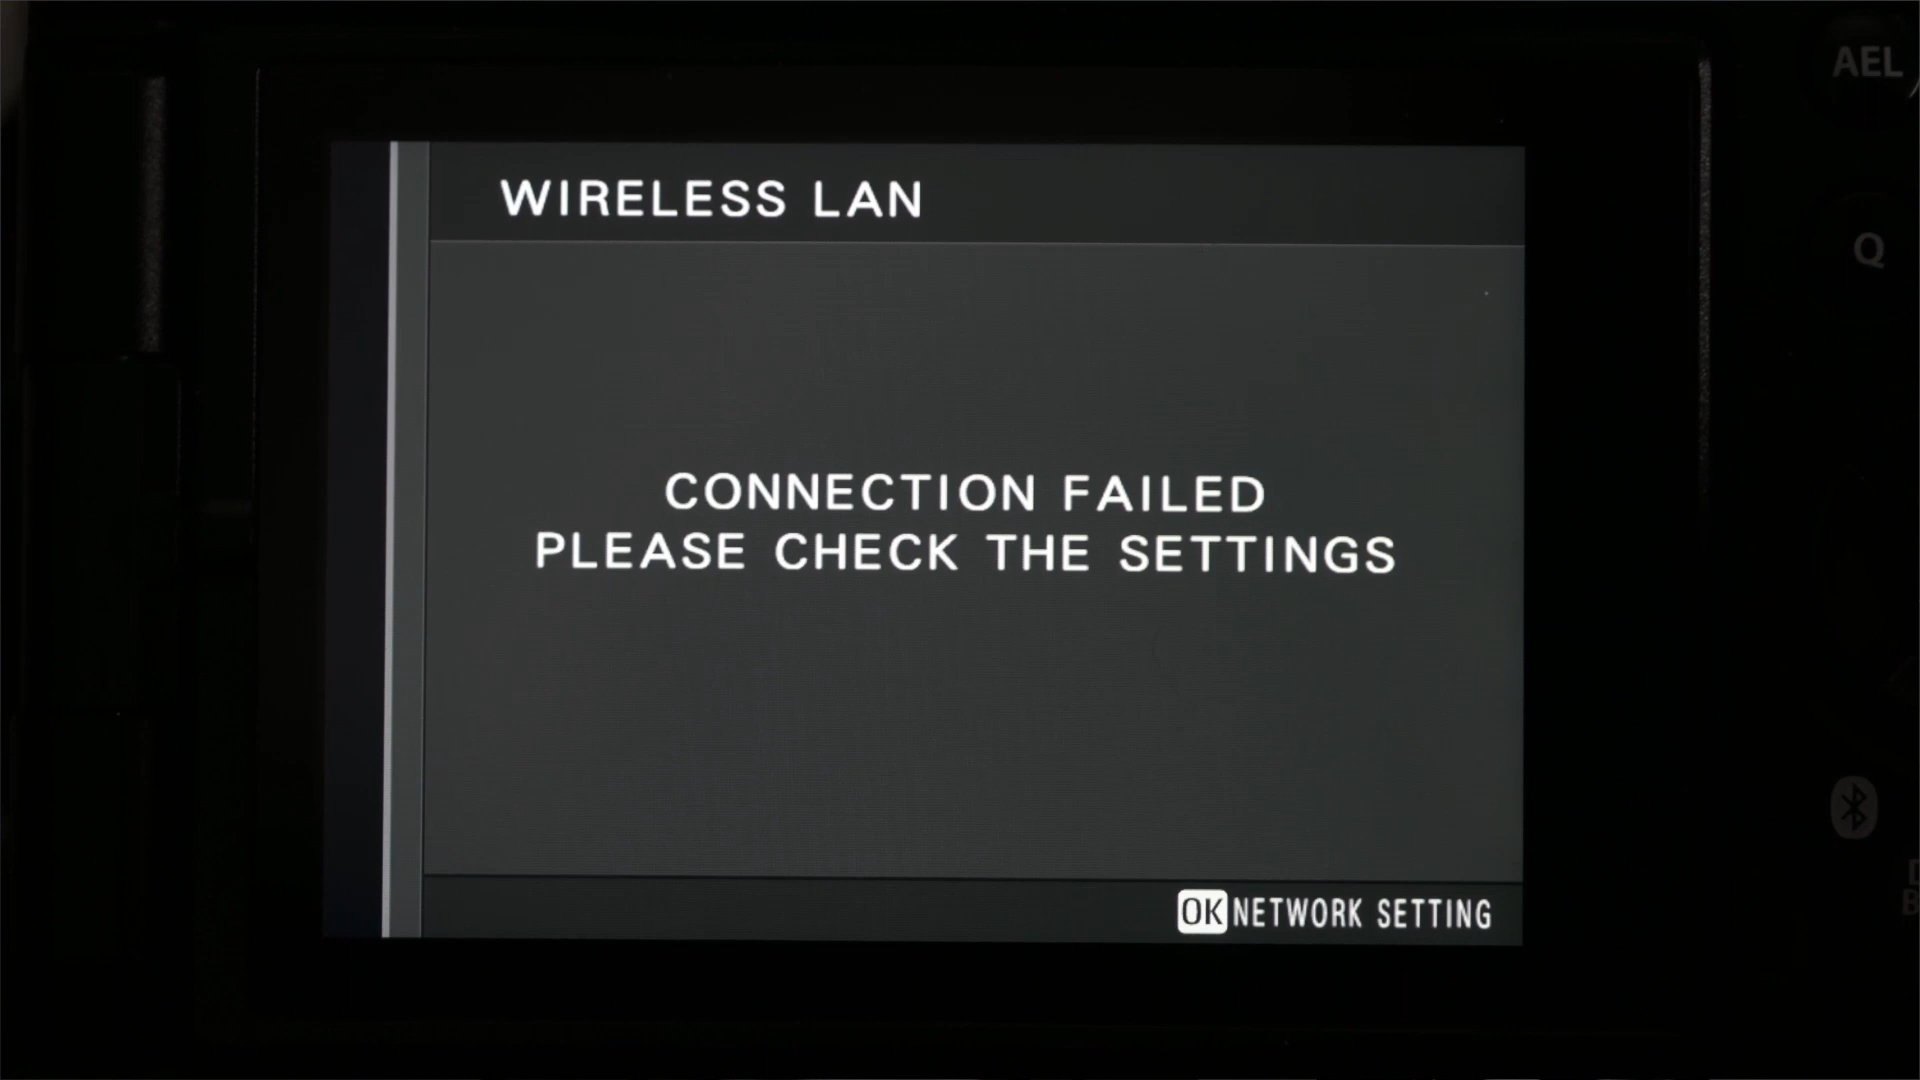 AEL
WIRELESS LAN
Q
CONNECTION FAILED
PLEASE CHECK THE SETTINGS
OK NETWORK SETTING